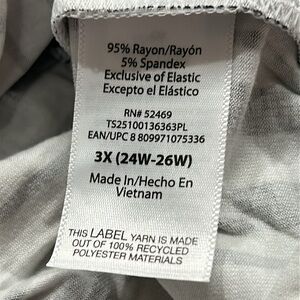 95% Rayon/Rayón
5% Spandex
Exclusive of Elastic
Excepto el Elástico
RN# 52469
TS25100136363PL
EAN/UPC 8 809971075336
3X (24W-26W)
Made In/Hecho En
Vietnam
THIS LABEL YARN IS MADE
OUT OF 100% RECYCLED
POLYESTER MATERIALS